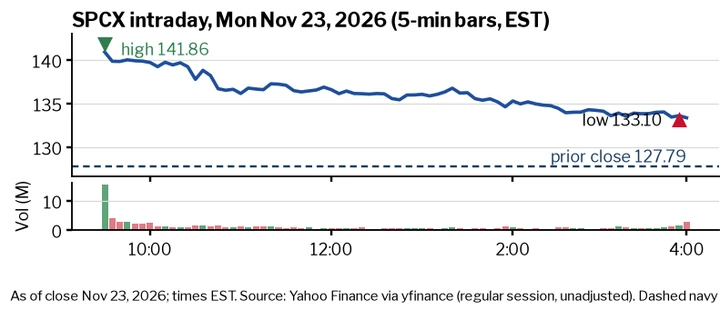 SPCX intraday, Mon Nov 23, 2026 (5-min bars, EST)
high 141.86
140
135
low 133.10
130
prior close 127.79
Vol (M)
10
0
10:00 12:00 2:00 4:00
As of close Nov 23, 2026; times EST. Source: Yahoo Finance via yfinance (regular session, unadjusted). Dashed navy